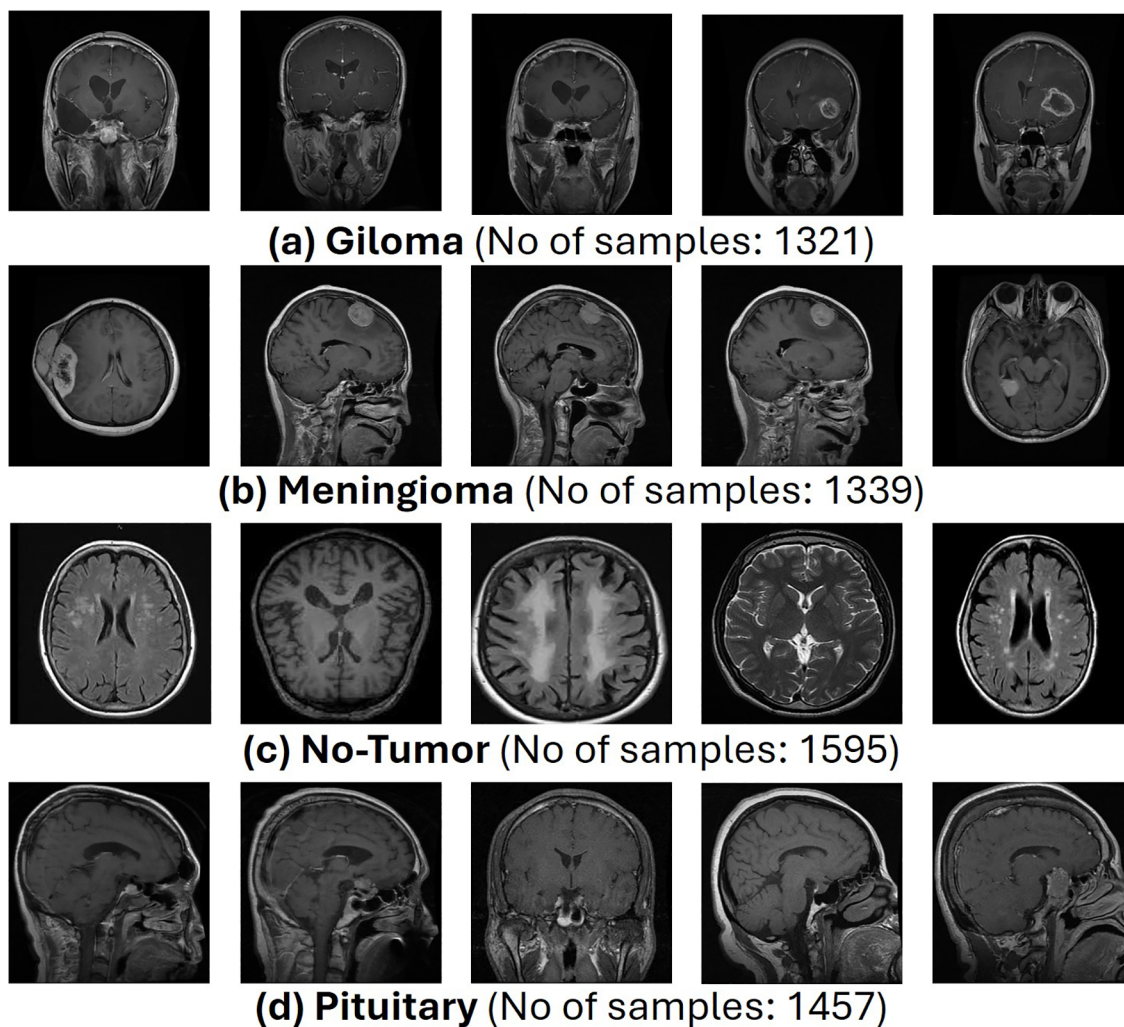 (a) Giloma (No of samples: 1321)
(b) Meningioma (No of samples: 1339)
(c) No-Tumor (No of samples: 1595)
(d) Pituitary (No of samples: 1457)